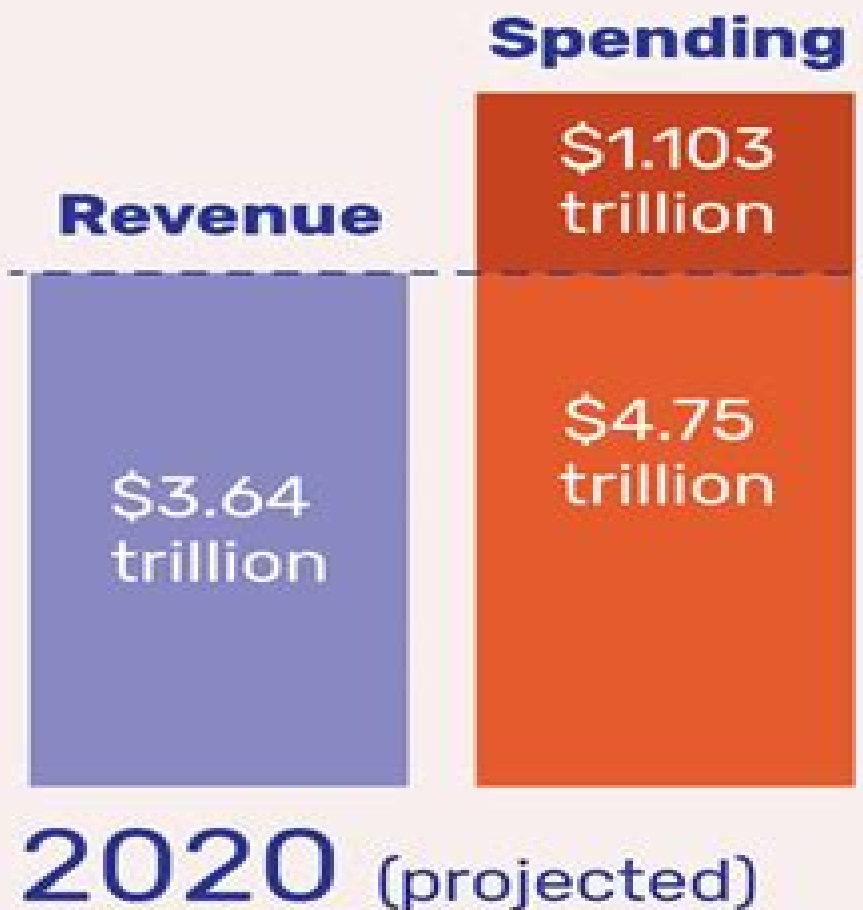 Spending
$1.103
trillion
Revenue
$4.75
trillion
$3.64
trillion
2020 (projected)